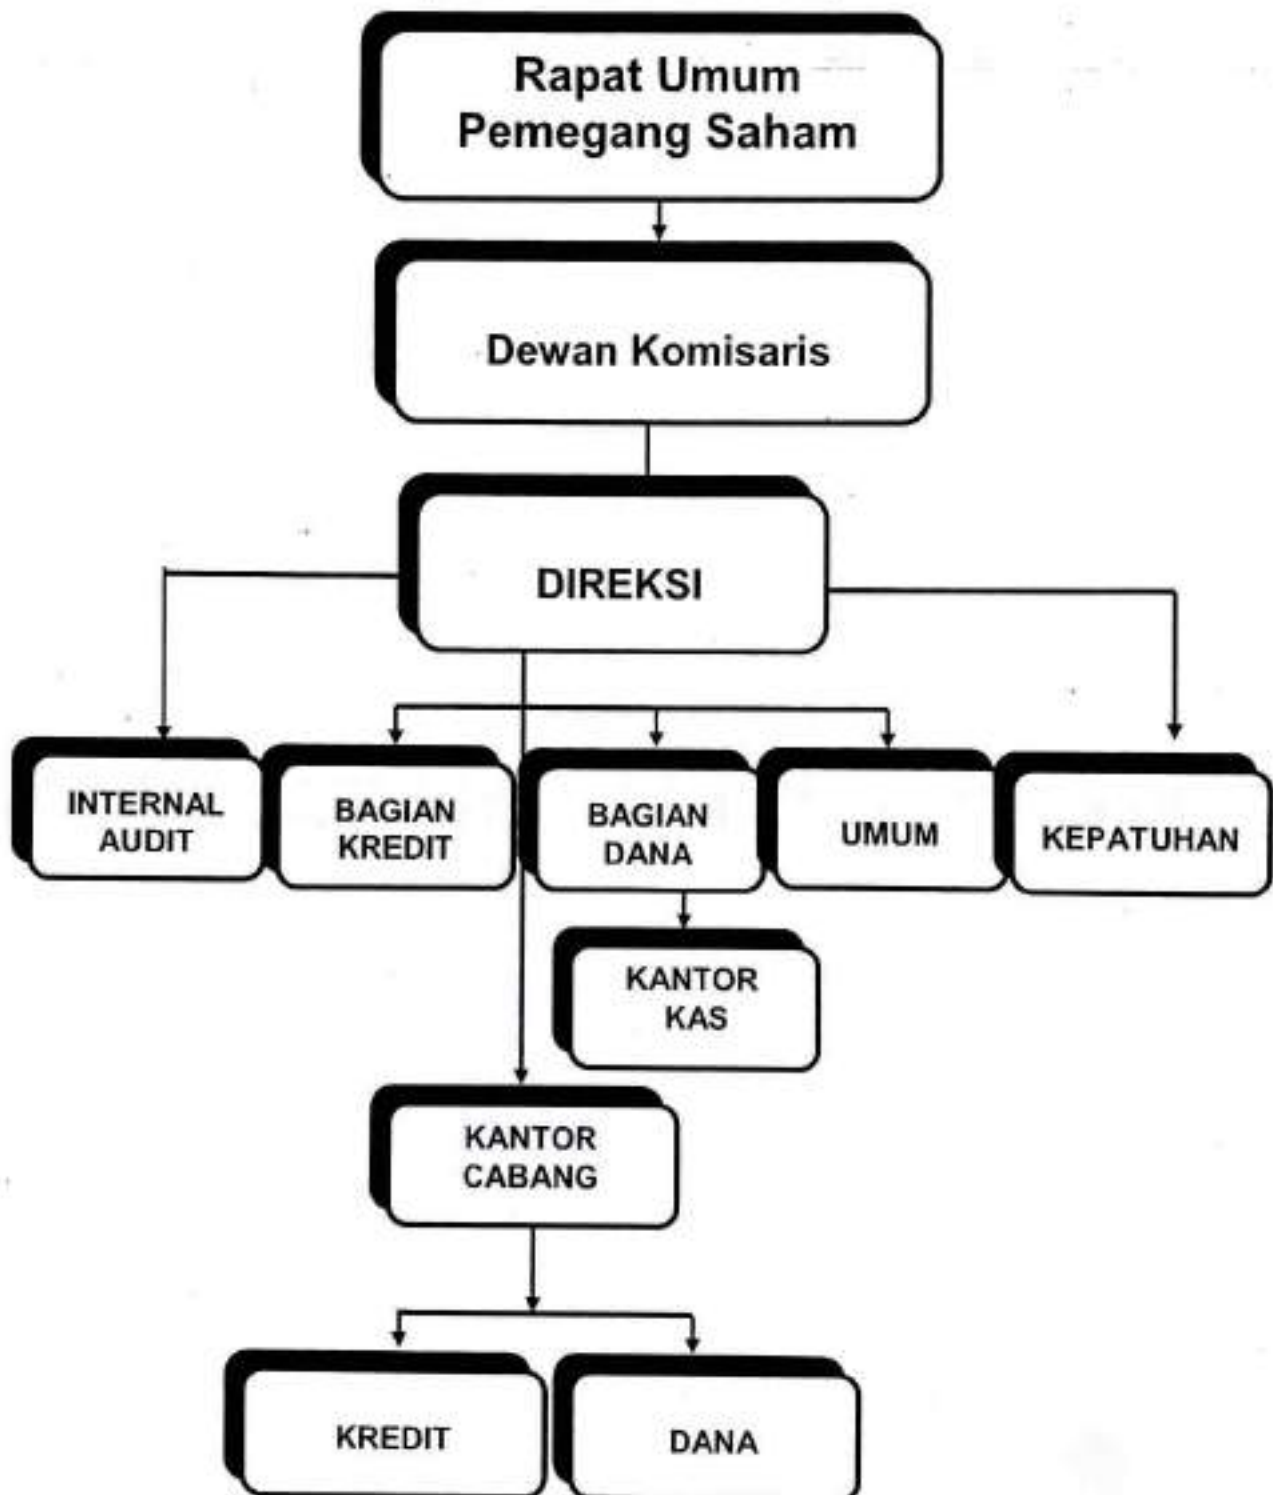 Rapat Umum
Pemegang Saham
Dewan Komisaris
DIREKSI
INTERNAL
AUDIT
BAGIAN
KREDIT
BAGIAN
DANA
UMUM
KEPATUHAN
KANTOR
KAS
KANTOR
CABANG
KREDIT
DANA